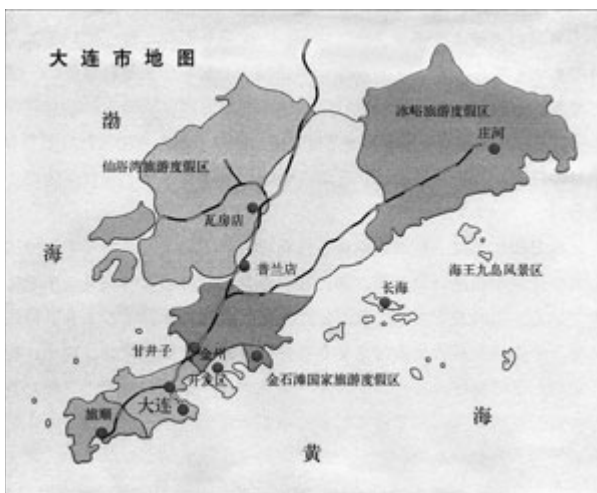 大连市地图
渤
冰峪旅游度假区
庄河
仙浴湾旅游度假区
瓦房店
海
普兰店
海王九岛风景区
长海
甘井子
金州
开发区
金石滩国家旅游度假区
大连
旅顺
海
黄